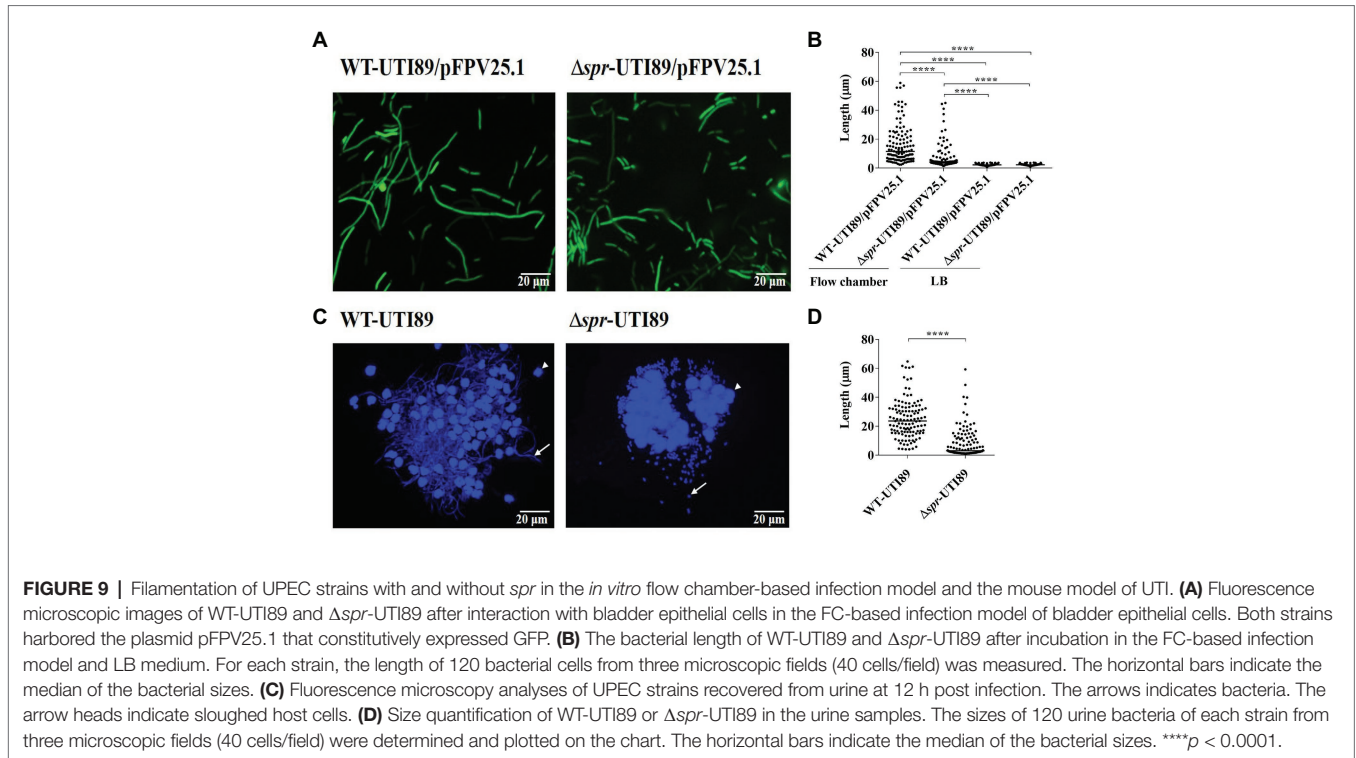 A
WT-UTI89/pFPV25.1
Δspr-UTI89/pFPV25.1
20 μm
20 μm
B
Length (μm)
80
60
40
20
0
****
****
****
****
****
WT-UTI89/pFPV25.1
Δspr-UTI89/pFPV25.1
WT-UTI89/pFPV25.1
Δspr-UTI89/pFPV25.1
Flow chamber
LB
C
WT-UTI89
Δspr-UTI89
20 μm
20 μm
D
Length (μm)
80
60
40
20
0
****
WT-UTI89
Δspr-UTI89
FIGURE 9 | Filamentation of UPEC strains with and without spr in the in vitro flow chamber-based infection model and the mouse model of UTI. (A) Fluorescence
microscopic images of WT-UTI89 and Δspr-UTI89 after interaction with bladder epithelial cells in the FC-based infection model of bladder epithelial cells. Both strains
harbored the plasmid pFPV25.1 that constitutively expressed GFP. (B) The bacterial length of WT-UTI89 and Δspr-UTI89 after incubation in the FC-based infection
model and LB medium. For each strain, the length of 120 bacterial cells from three microscopic fields (40 cells/field) was measured. The horizontal bars indicate the
median of the bacterial sizes. (C) Fluorescence microscopy analyses of UPEC strains recovered from urine at 12 h post infection. The arrows indicates bacteria. The
arrow heads indicate sloughed host cells. (D) Size quantification of WT-UTI89 or Δspr-UTI89 in the urine samples. The sizes of 120 urine bacteria of each strain from
three microscopic fields (40 cells/field) were determined and plotted on the chart. The horizontal bars indicate the median of the bacterial sizes. ****p < 0.0001.